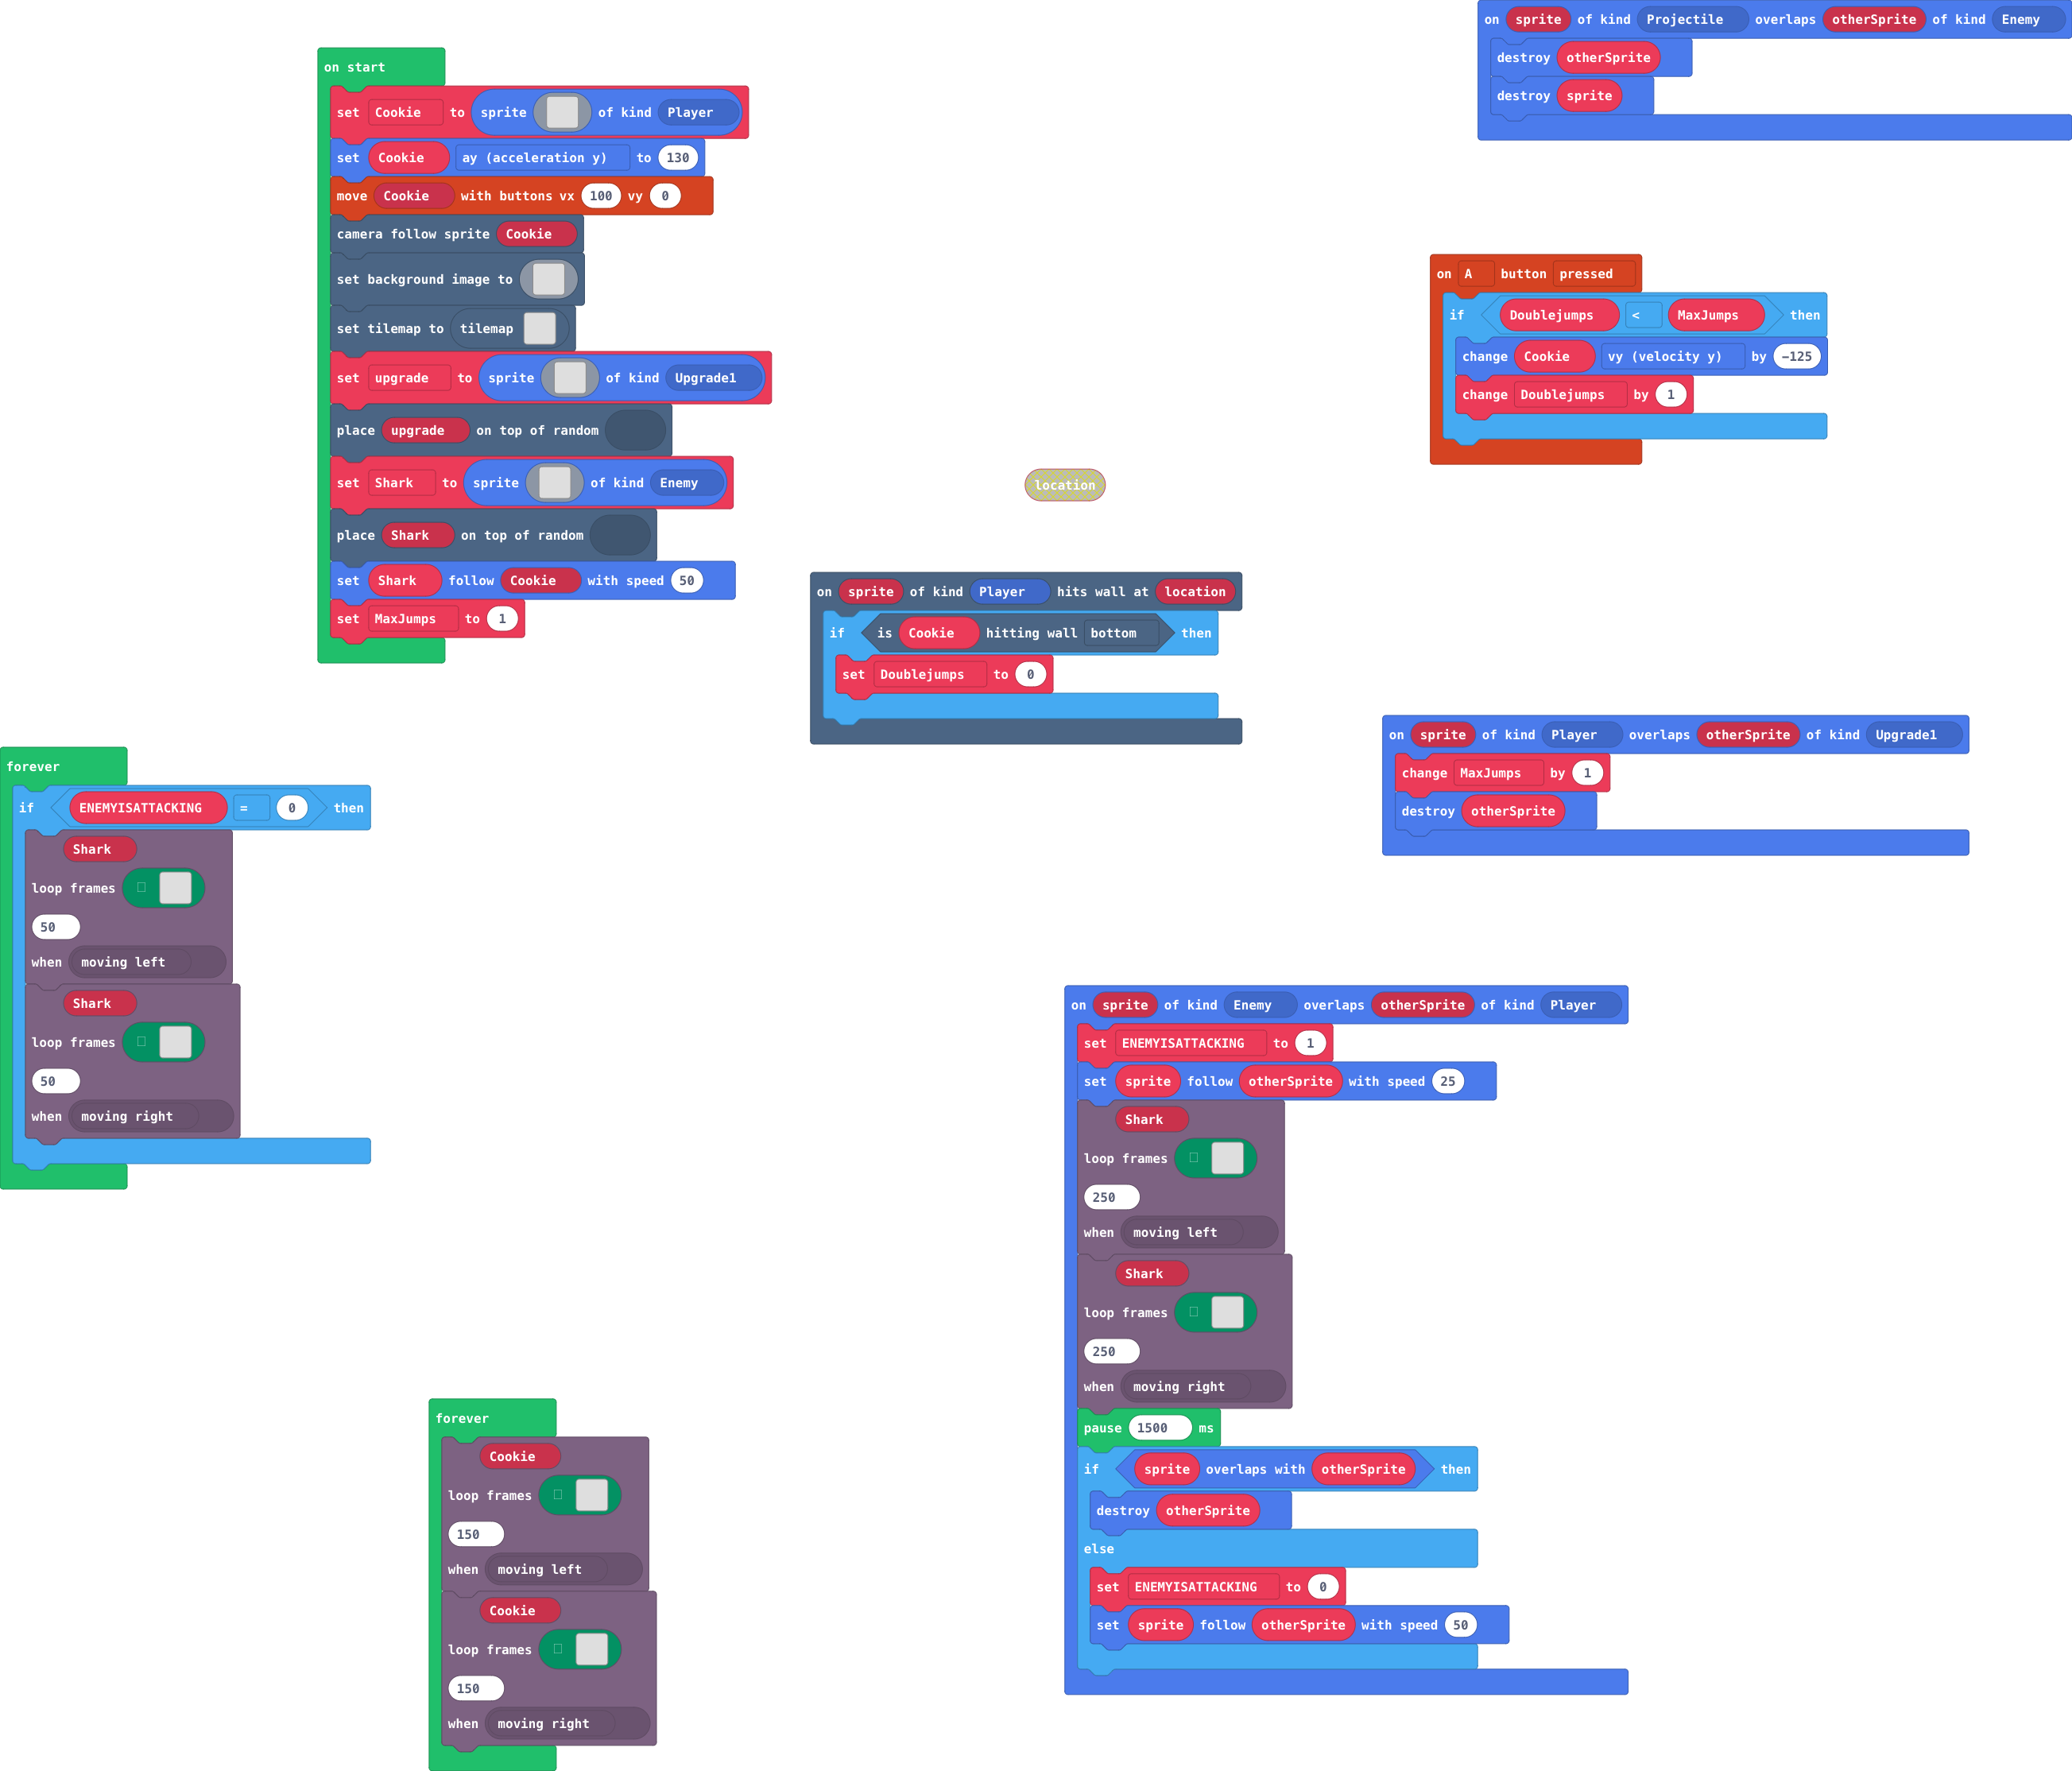 on start
set Cookie to sprite of kind Player
set Cookie ay (acceleration y) to 130
move Cookie with buttons vx 100 vy 0
camera follow sprite Cookie
set background image to
set tilemap to tilemap
set upgrade to sprite of kind Upgrade1
place upgrade on top of random
set Shark to sprite of kind Enemy
place Shark on top of random
set Shark follow Cookie with speed 50
set MaxJumps to 1
on sprite of kind Projectile overlaps otherSprite of kind Enemy
destroy otherSprite
destroy sprite
on A button pressed
if Doublejumps < MaxJumps then
change Cookie vy (velocity y) by −125
change Doublejumps by 1
location
on sprite of kind Player hits wall at location
if is Cookie hitting wall bottom then
set Doublejumps to 0
on sprite of kind Player overlaps otherSprite of kind Upgrade1
change MaxJumps by 1
destroy otherSprite
forever
if ENEMYISATTACKING = 0 then
Shark
loop frames
50
when moving left
Shark
loop frames
50
when moving right
on sprite of kind Enemy overlaps otherSprite of kind Player
set ENEMYISATTACKING to 1
set sprite follow otherSprite with speed 25
Shark
loop frames
250
when moving left
Shark
loop frames
250
when moving right
pause 1500 ms
if sprite overlaps with otherSprite then
destroy otherSprite
else
set ENEMYISATTACKING to 0
set sprite follow otherSprite with speed 50
forever
Cookie
loop frames
150
when moving left
Cookie
loop frames
150
when moving right